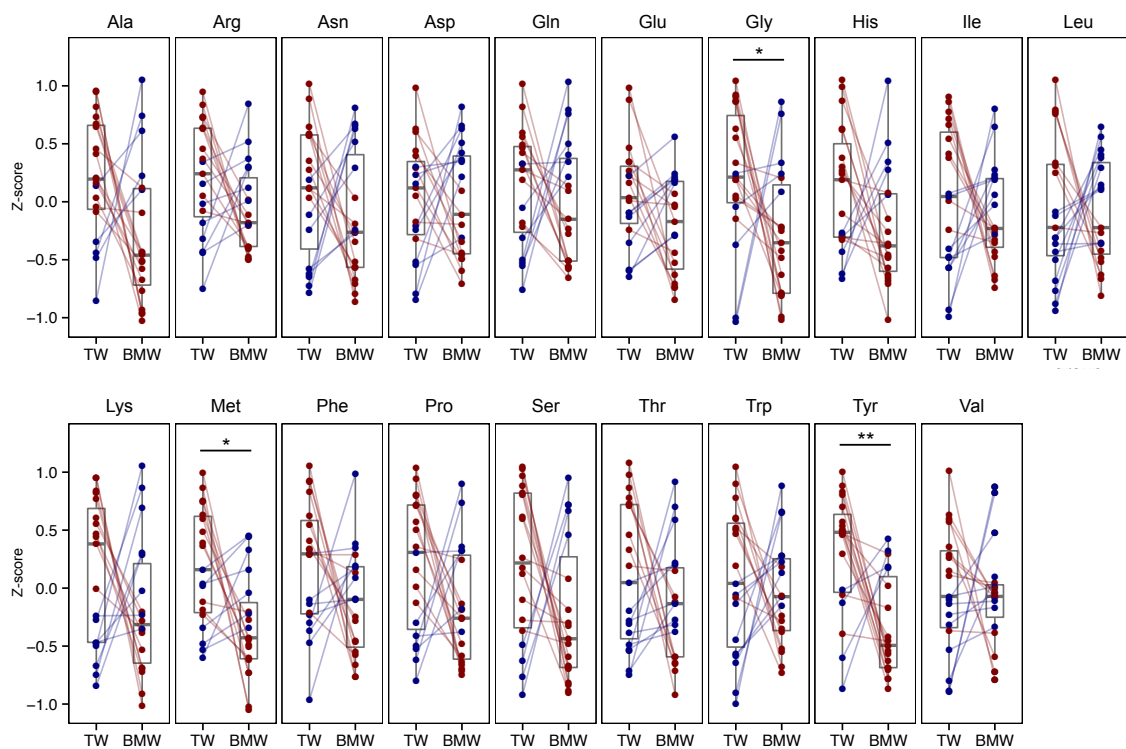 Ala Arg Asn Asp Gln Glu Gly His Ile Leu
*
1.0
0.5
Z-score
0.0
−0.5
−1.0
TW BMW TW BMW TW BMW TW BMW TW BMW TW BMW TW BMW TW BMW TW BMW TW BMW
Lys Met Phe Pro Ser Thr Trp Tyr Val
* **
1.0
0.5
Z-score
0.0
−0.5
−1.0
TW BMW TW BMW TW BMW TW BMW TW BMW TW BMW TW BMW TW BMW TW BMW